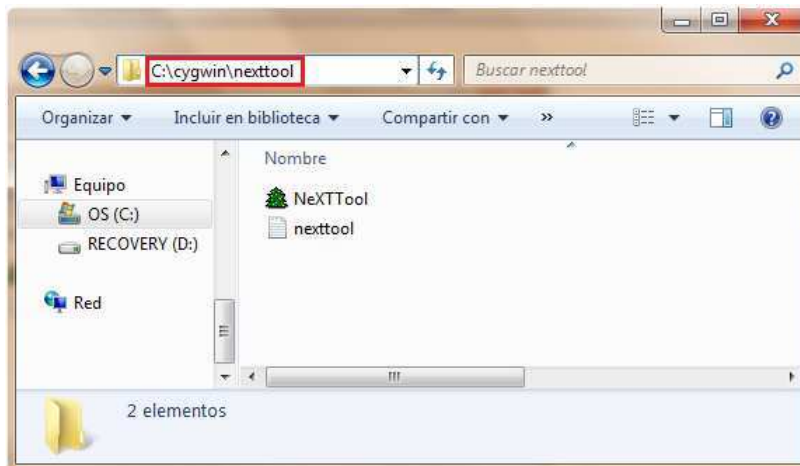 C:\cygwin\nexttool
Buscar nexttool
Organizar Incluir en biblioteca Compartir con »
Nombre
Equipo
OS (C:)
RECOVERY (D:)
Red
NeXTTool
nexttool
2 elementos